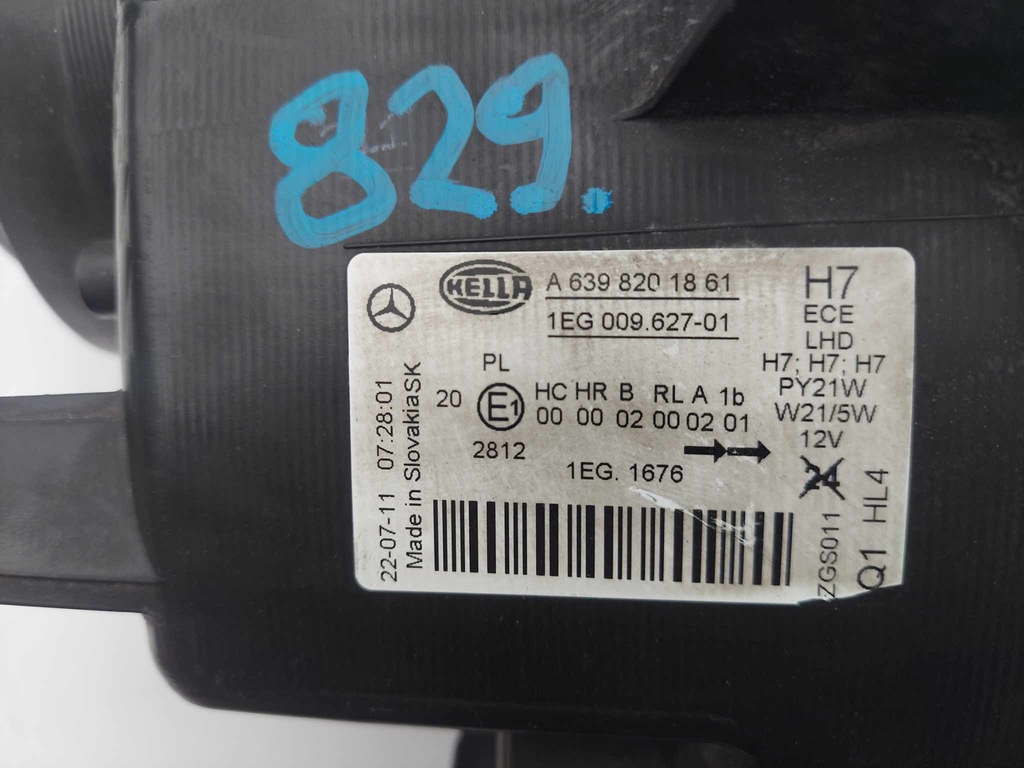 829.
HELLA
A 639 820 18 61
1EG 009.627-01
H7
ECE
LHD
H7; H7; H7
PY21W
W21/5W
12V
PL
20
E1
2812
HC HR B RL A 1b
00 00 02 00 02 01
1EG. 1676
22-07-11 07:28:01
Made in SlovakiaSK
ZGS011
Q1 HL4